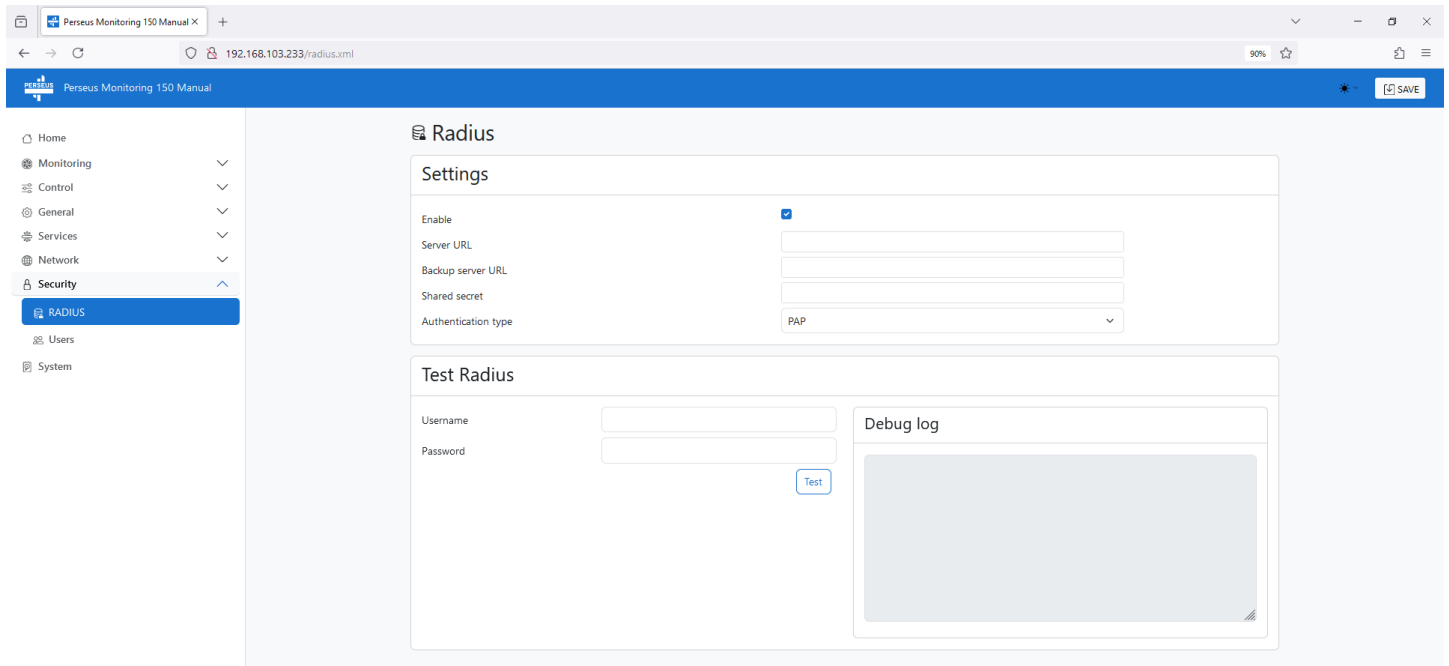 Perseus Monitoring 150 Manual
192.168.103.233/radius.xml
90%
PERSEUS
Perseus Monitoring 150 Manual
SAVE
Home
Monitoring
Control
General
Services
Network
Security
RADIUS
Users
System
Radius
Settings
Enable
Server URL
Backup server URL
Shared secret
Authentication type
PAP
Test Radius
Username
Password
Test
Debug log